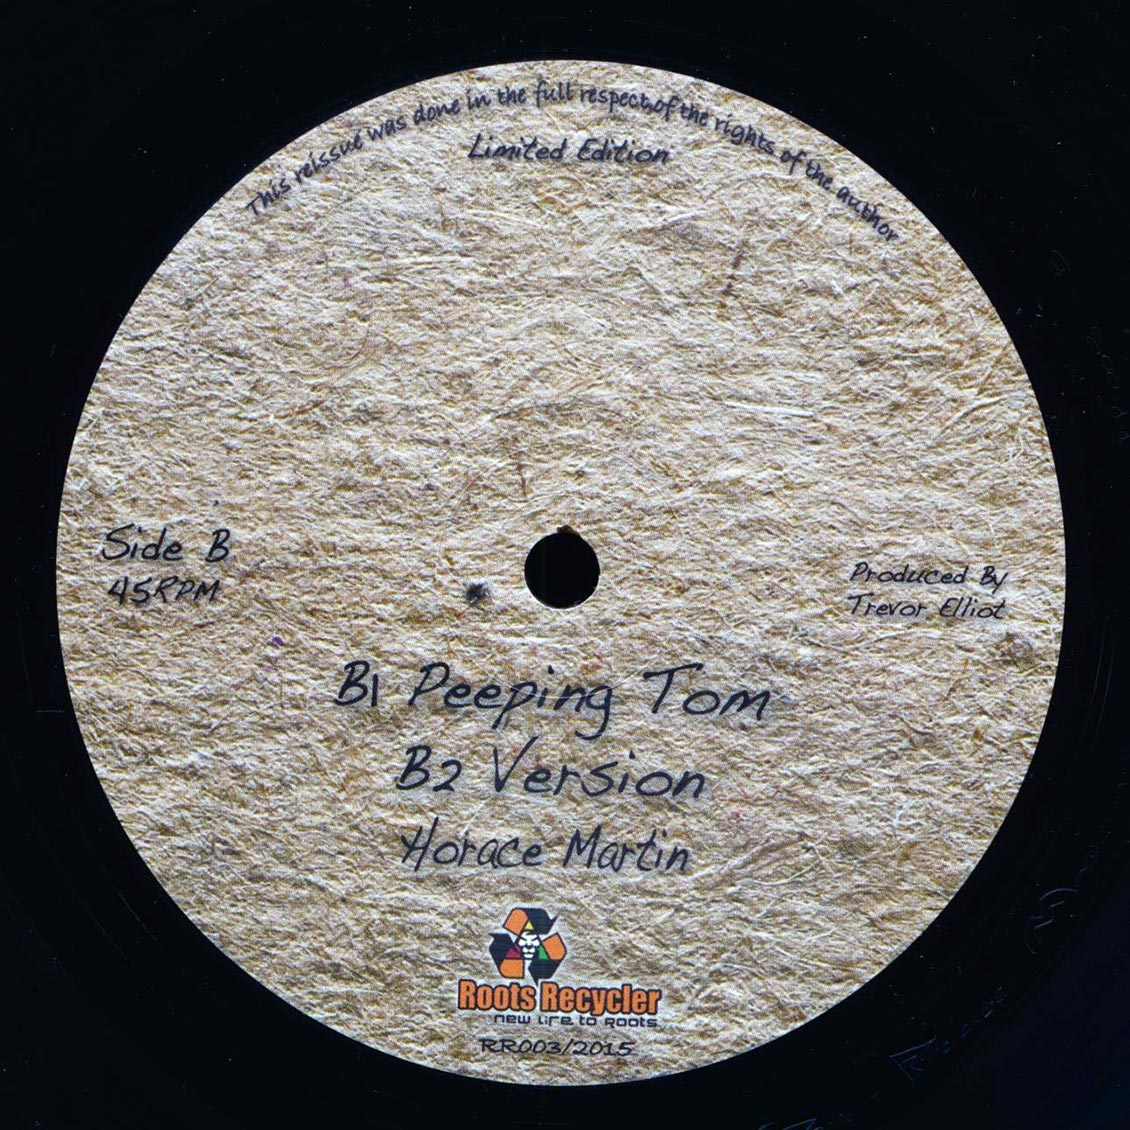 This reissue was done in the full respect,of the rights of the author
Limited Edition
Side B
45RPM
Produced By
Trevor Elliot
B1 Peeping Tom
B2 Version
Horace Martin
Roots Recycler
new life to roots
RR003/2015